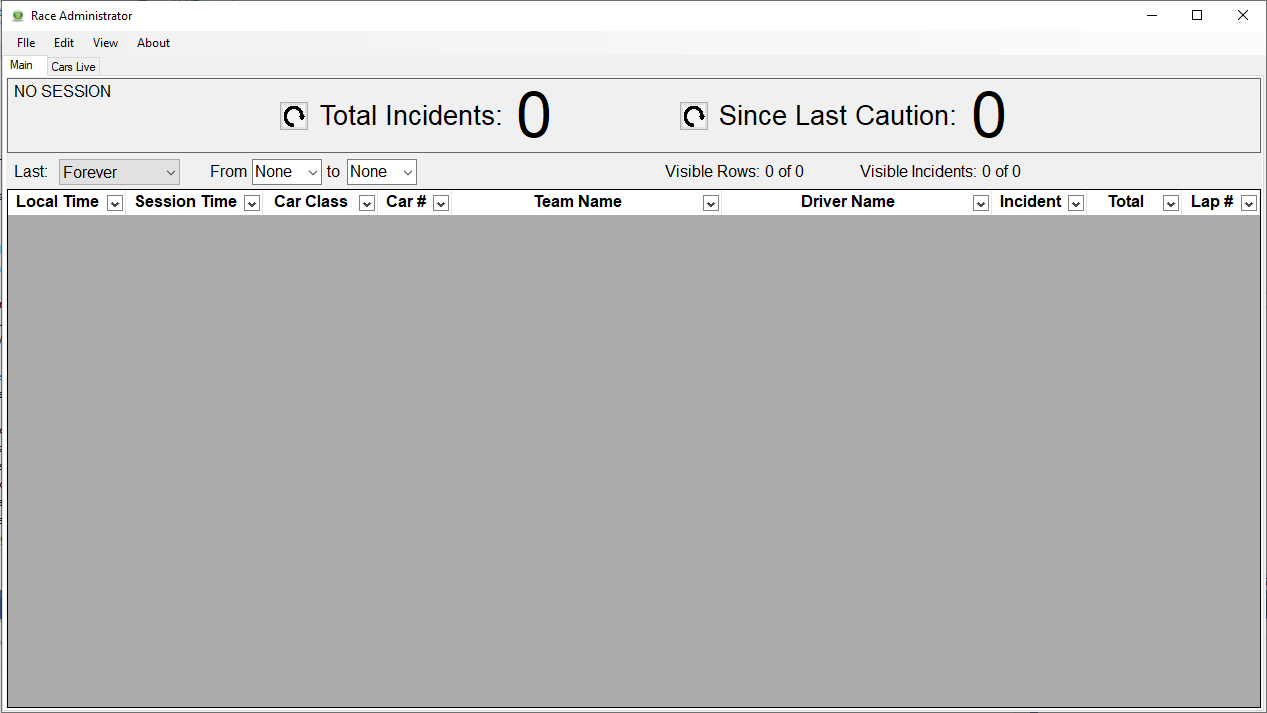 Race Administrator
FIle Edit View About
Main Cars Live
NO SESSION
Total Incidents: 0 Since Last Caution: 0
Last: Forever From None to None Visible Rows: 0 of 0 Visible Incidents: 0 of 0
Local Time Session Time Car Class Car # Team Name Driver Name Incident Total Lap #